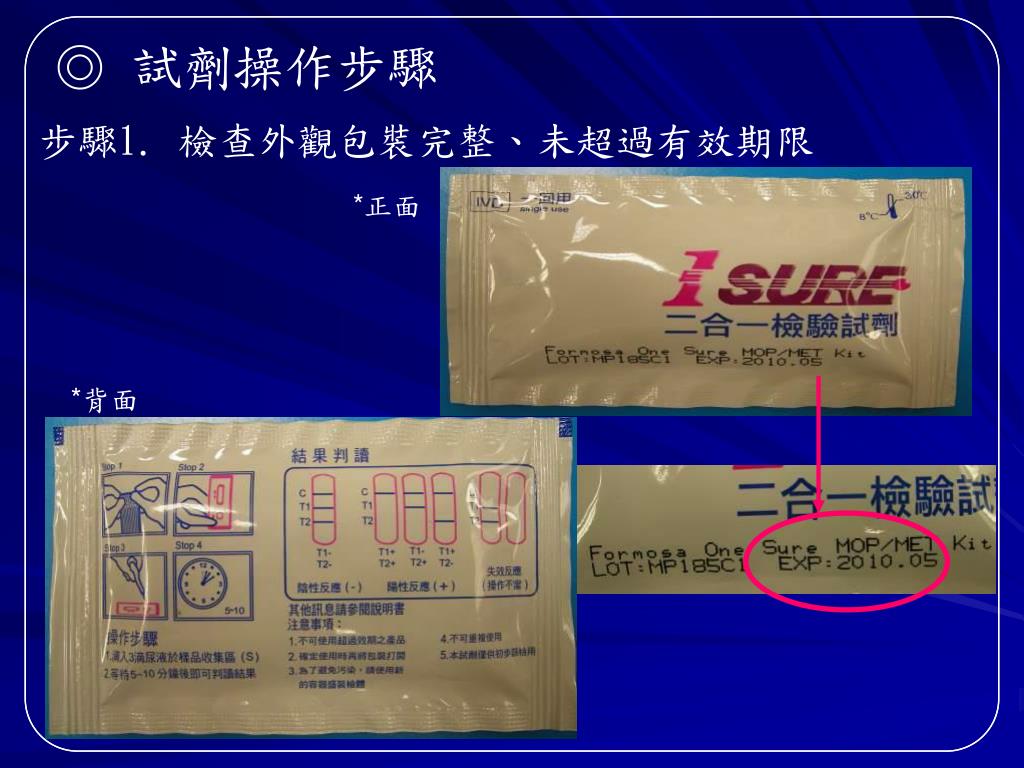 ◎ 試劑操作步驟
步驟1. 檢查外觀包裝完整、未超過有效期限
*正面
IVD 一回用
single use
8℃ 30℃
1 SURE
二合一檢驗試劑
Formosa One Sure MOP/MET Kit
LOT:MP185C1 EXP:2010.05
*背面
Stop 1 Stop 2
Stop 3 Stop 4
5~10
操作步驟
1.滴入3滴尿液於樣品收集區 (S)
2.等待5~10分鐘後即可判讀結果
結果判讀
C C C
T1 T1 T1
T2 T2 T2
T1- T1+ T1- T1+
T2- T2+ T2+ T2-
陰性反應 (-) 陽性反應 (+)
失效反應
(操作不當)
其他訊息請參閱說明書
注意事項:
1.不可使用超過效期之產品
2.確定使用時再將包裝打開
3.為了避免污染,請使用新
的容器盛裝檢體
4.不可重複使用
5.本試劑僅供初步篩檢用
二合一檢驗試
Formosa One Sure MOP/MET Kit
LOT:MP185C1 EXP:2010.05